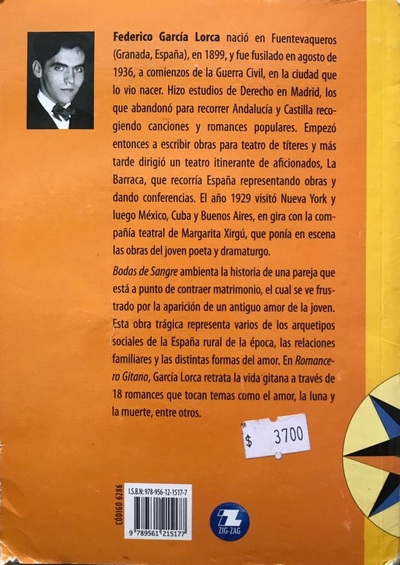 Federico García Lorca nació en Fuentevaqueros
(Granada, España), en 1899, y fue fusilado en agosto de
1936, a comienzos de la Guerra Civil, en la ciudad que
lo vio nacer. Hizo estudios de Derecho en Madrid, los
que abandonó para recorrer Andalucía y Castilla reco-
giendo canciones y romances populares. Empezó
entonces a escribir obras para teatro de títeres y más
tarde dirigió un teatro itinerante de aficionados, La
Barraca, que recorría España representando obras y
dando conferencias. El año 1929 visitó Nueva York y
luego México, Cuba y Buenos Aires, en gira con la com-
pañía teatral de Margarita Xirgú, que ponía en escena
las obras del joven poeta y dramaturgo.
Bodas de Sangre ambienta la historia de una pareja que
está a punto de contraer matrimonio, el cual se ve frus-
trado por la aparición de un antiguo amor de la joven.
Esta obra trágica representa varios de los arquetipos
sociales de la España rural de la época, las relaciones
familiares y las distintas formas del amor. En Romance-
ro Gitano, García Lorca retrata la vida gitana a través de
18 romances que tocan temas como el amor, la luna y
la muerte, entre otros.
$ 3700
CÓDIGO 6286
I.S.B.N: 978-956-12-1517-7
9 789561 215177
ZIG-ZAG